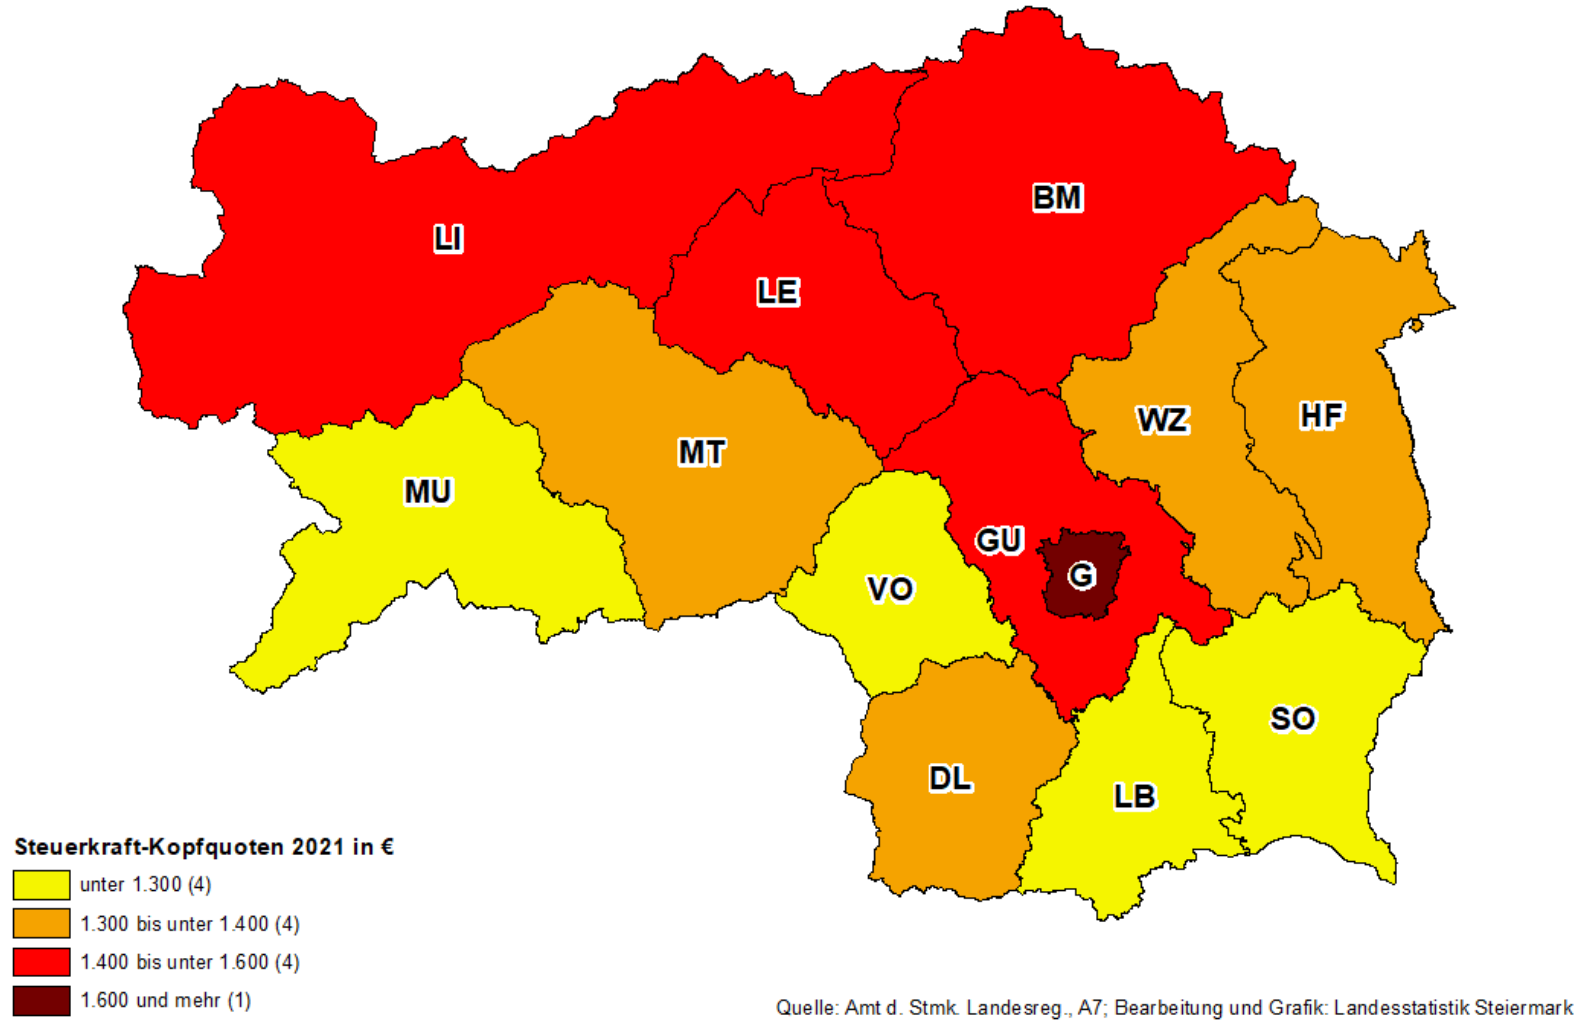 BM
LI
LE
WZ
HF
MT
MU
GU
G
VO
SO
DL
LB
Steuerkraft-Kopfquoten 2021 in €
unter 1.300 (4)
1.300 bis unter 1.400 (4)
1.400 bis unter 1.600 (4)
1.600 und mehr (1)
Quelle: Amt d. Stmk. Landesreg., A7; Bearbeitung und Grafik: Landesstatistik Steiermark